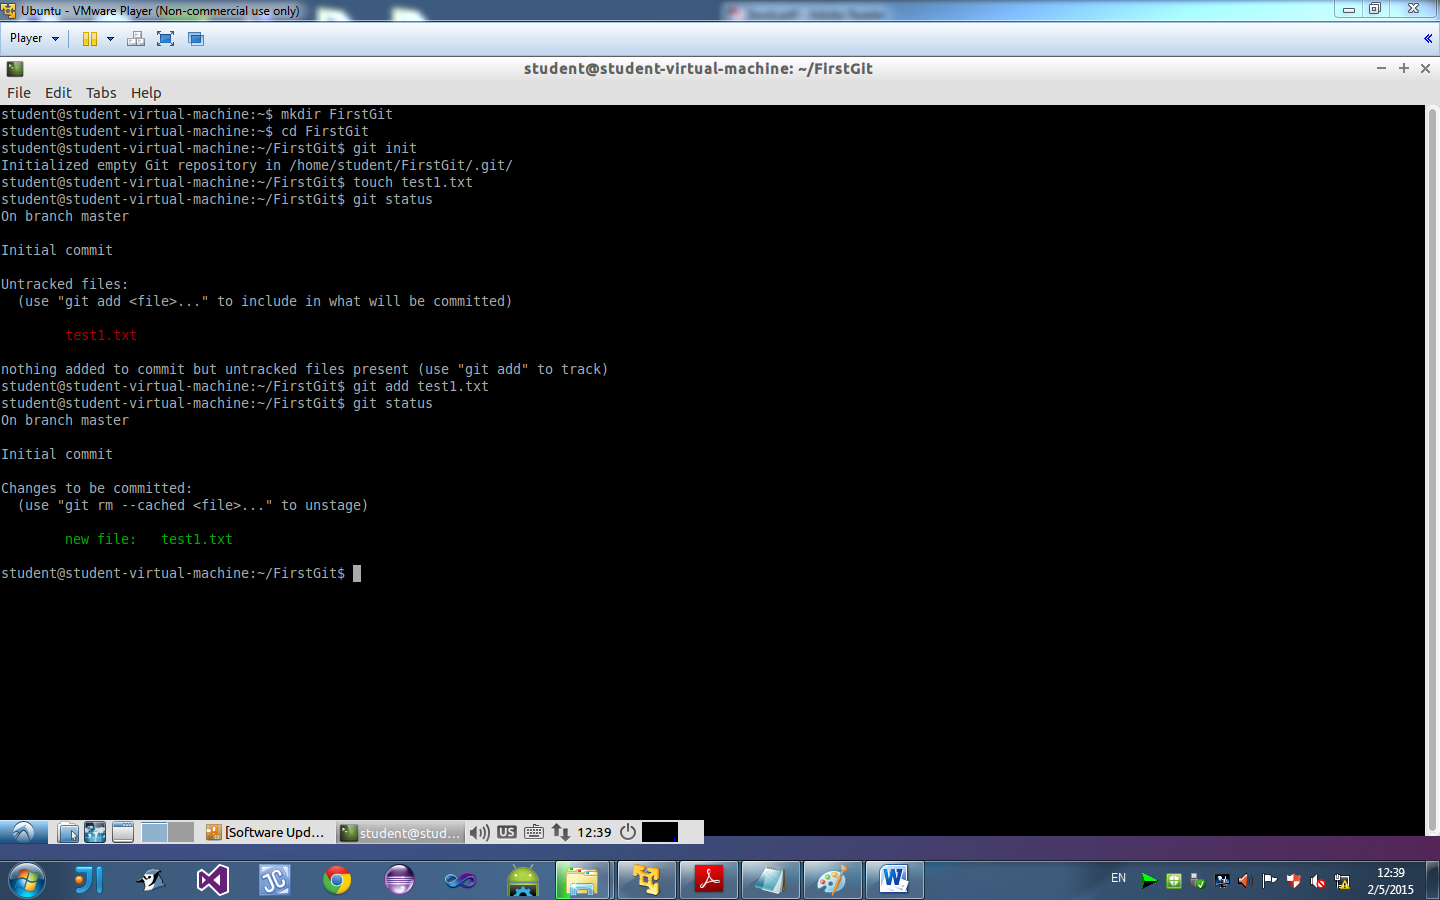 Ubuntu - VMware Player (Non-commercial use only)
Player
student@student-virtual-machine: ~/FirstGit
File Edit Tabs Help
student@student-virtual-machine:~$ mkdir FirstGit
student@student-virtual-machine:~$ cd FirstGit
student@student-virtual-machine:~/FirstGit$ git init
Initialized empty Git repository in /home/student/FirstGit/.git/
student@student-virtual-machine:~/FirstGit$ touch test1.txt
student@student-virtual-machine:~/FirstGit$ git status
On branch master
Initial commit
Untracked files:
  (use "git add <file>..." to include in what will be committed)
        test1.txt
nothing added to commit but untracked files present (use "git add" to track)
student@student-virtual-machine:~/FirstGit$ git add test1.txt
student@student-virtual-machine:~/FirstGit$ git status
On branch master
Initial commit
Changes to be committed:
  (use "git rm --cached <file>..." to unstage)
        new file:   test1.txt
student@student-virtual-machine:~/FirstGit$
[Software Upd... student@stud... US 12:39
JI JC W EN 12:39
2/5/2015